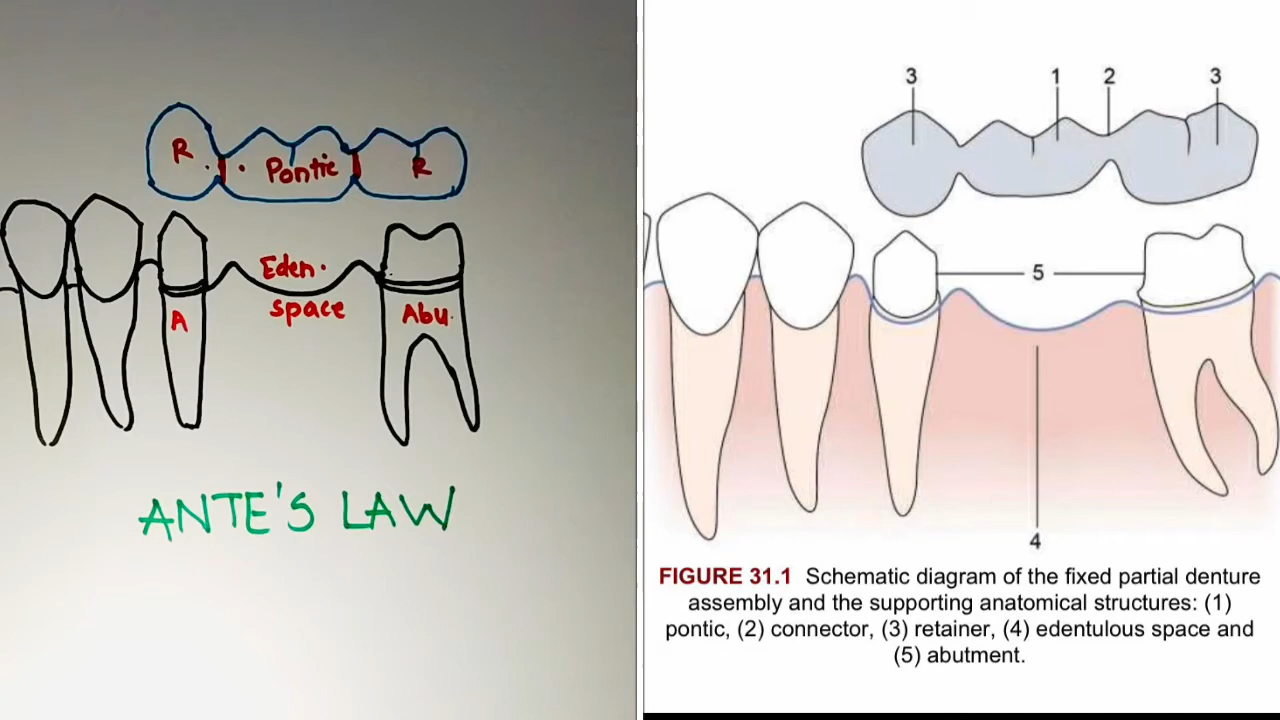 R
Pontic
R
Eden.
space
A
Abu.
ANTE'S LAW
3
1
2
3
5
4
FIGURE 31.1 Schematic diagram of the fixed partial denture
assembly and the supporting anatomical structures: (1)
pontic, (2) connector, (3) retainer, (4) edentulous space and
(5) abutment.